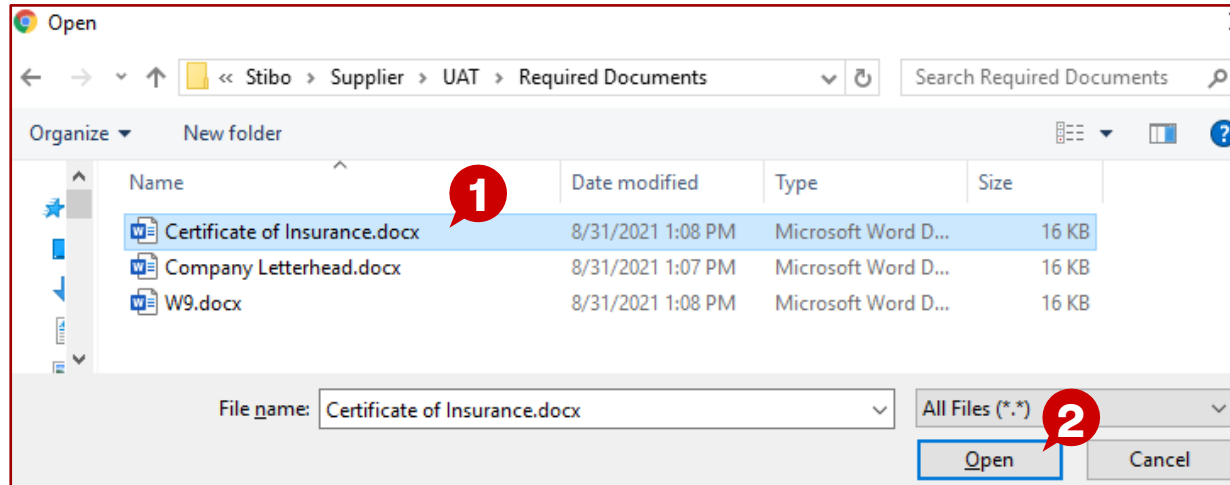 Open
« Stibo > Supplier > UAT > Required Documents
Search Required Documents
Organize
New folder
?
Name
Date modified
Type
Size
1
Certificate of Insurance.docx 8/31/2021 1:08 PM Microsoft Word D... 16 KB
Company Letterhead.docx 8/31/2021 1:07 PM Microsoft Word D... 16 KB
W9.docx 8/31/2021 1:08 PM Microsoft Word D... 16 KB
File name: Certificate of Insurance.docx
All Files (*.*)
2
Open
Cancel